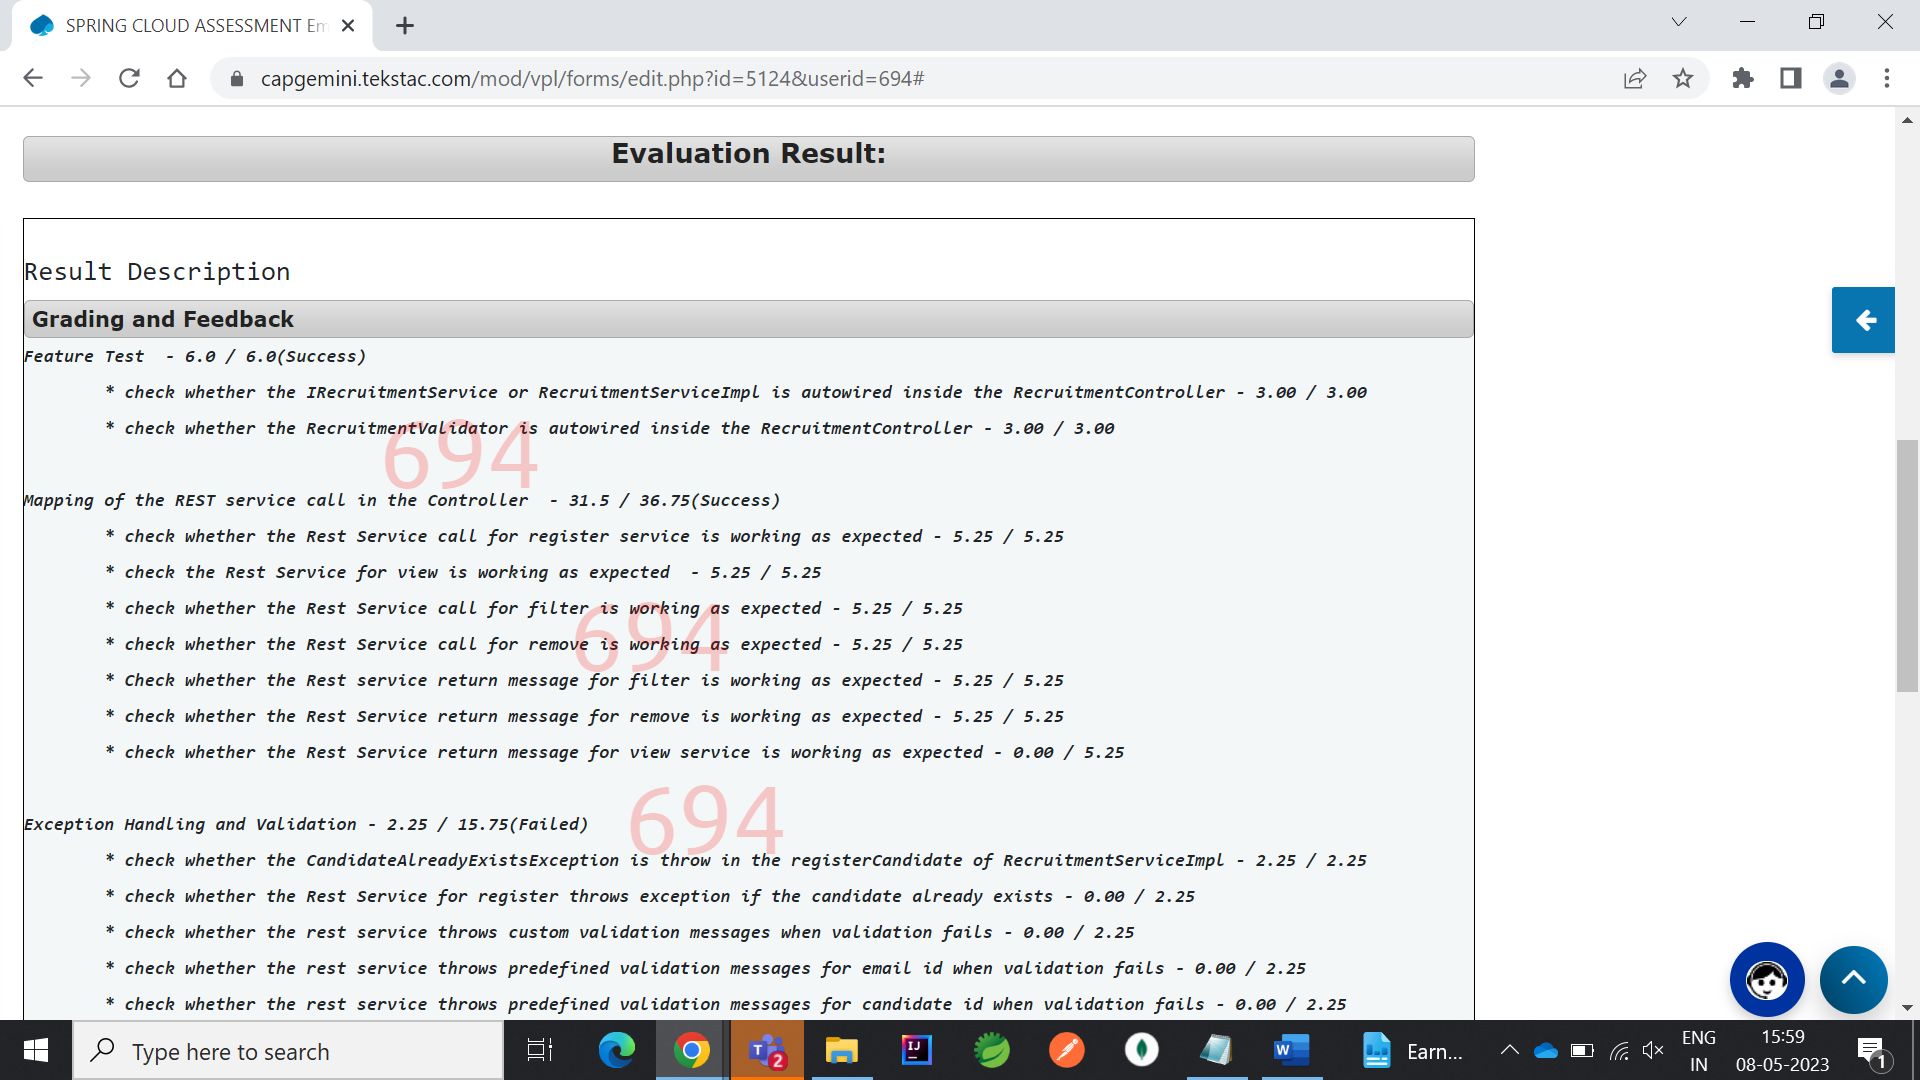 SPRING CLOUD ASSESSMENT Em
capgemini.tekstac.com/mod/vpl/forms/edit.php?id=5124&userid=694#
Evaluation Result:
Result Description
Grading and Feedback
Feature Test - 6.0 / 6.0(Success)
* check whether the IRecruitmentService or RecruitmentServiceImpl is autowired inside the RecruitmentController - 3.00 / 3.00
* check whether the RecruitmentValidator is autowired inside the RecruitmentController - 3.00 / 3.00
694
Mapping of the REST service call in the Controller - 31.5 / 36.75(Success)
* check whether the Rest Service call for register service is working as expected - 5.25 / 5.25
* check the Rest Service for view is working as expected - 5.25 / 5.25
* check whether the Rest Service call for filter is working as expected - 5.25 / 5.25
694
* check whether the Rest Service call for remove is working as expected - 5.25 / 5.25
* Check whether the Rest service return message for filter is working as expected - 5.25 / 5.25
* check whether the Rest Service return message for remove is working as expected - 5.25 / 5.25
* check whether the Rest Service return message for view service is working as expected - 0.00 / 5.25
694
Exception Handling and Validation - 2.25 / 15.75(Failed)
* check whether the CandidateAlreadyExistsException is throw in the registerCandidate of RecruitmentServiceImpl - 2.25 / 2.25
* check whether the Rest Service for register throws exception if the candidate already exists - 0.00 / 2.25
* check whether the rest service throws custom validation messages when validation fails - 0.00 / 2.25
* check whether the rest service throws predefined validation messages for email id when validation fails - 0.00 / 2.25
* check whether the rest service throws predefined validation messages for candidate id when validation fails - 0.00 / 2.25
Type here to search
T
2
IJ
W
Earn...
ENG
IN
15:59
08-05-2023
1